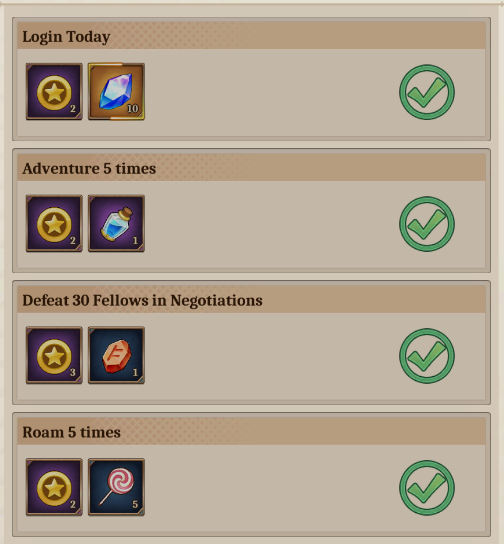 Login Today
2 10
Adventure 5 times
2 1
Defeat 30 Fellows in Negotiations
3 1
Roam 5 times
2 5